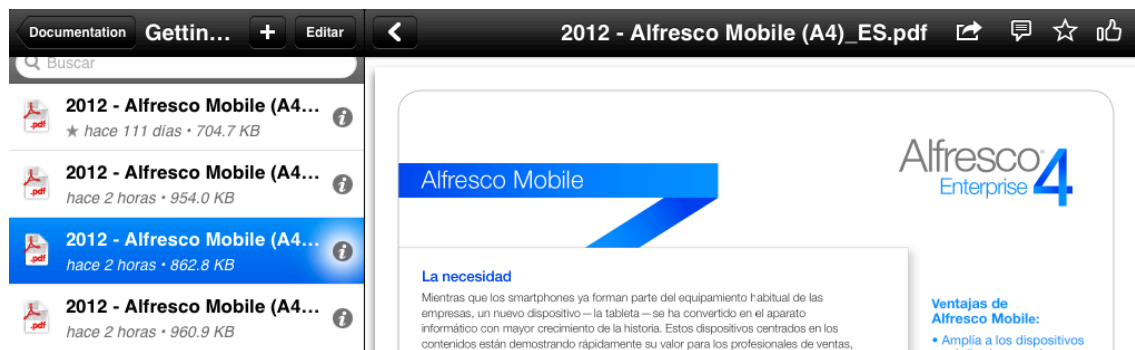 Documentation
Gettin...
+
Editar
2012 - Alfresco Mobile (A4)_ES.pdf
Buscar
2012 - Alfresco Mobile (A4...
★ hace 111 días • 704.7 KB
2012 - Alfresco Mobile (A4...
hace 2 horas • 954.0 KB
2012 - Alfresco Mobile (A4...
hace 2 horas • 862.8 KB
2012 - Alfresco Mobile (A4...
hace 2 horas • 960.9 KB
.pdf
.pdf
.pdf
.pdf
Alfresco Mobile
Alfresco 4
Enterprise
La necesidad
Mientras que los smartphones ya forman parte del equipamiento habitual de las
empresas, un nuevo dispositivo — la tableta — se ha convertido en el aparato
informático con mayor crecimiento de la historia. Estos dispositivos centrados en los
contenidos están demostrando rápidamente su valor para los profesionales de ventas,
Ventajas de
Alfresco Mobile:
• Amplía a los dispositivos